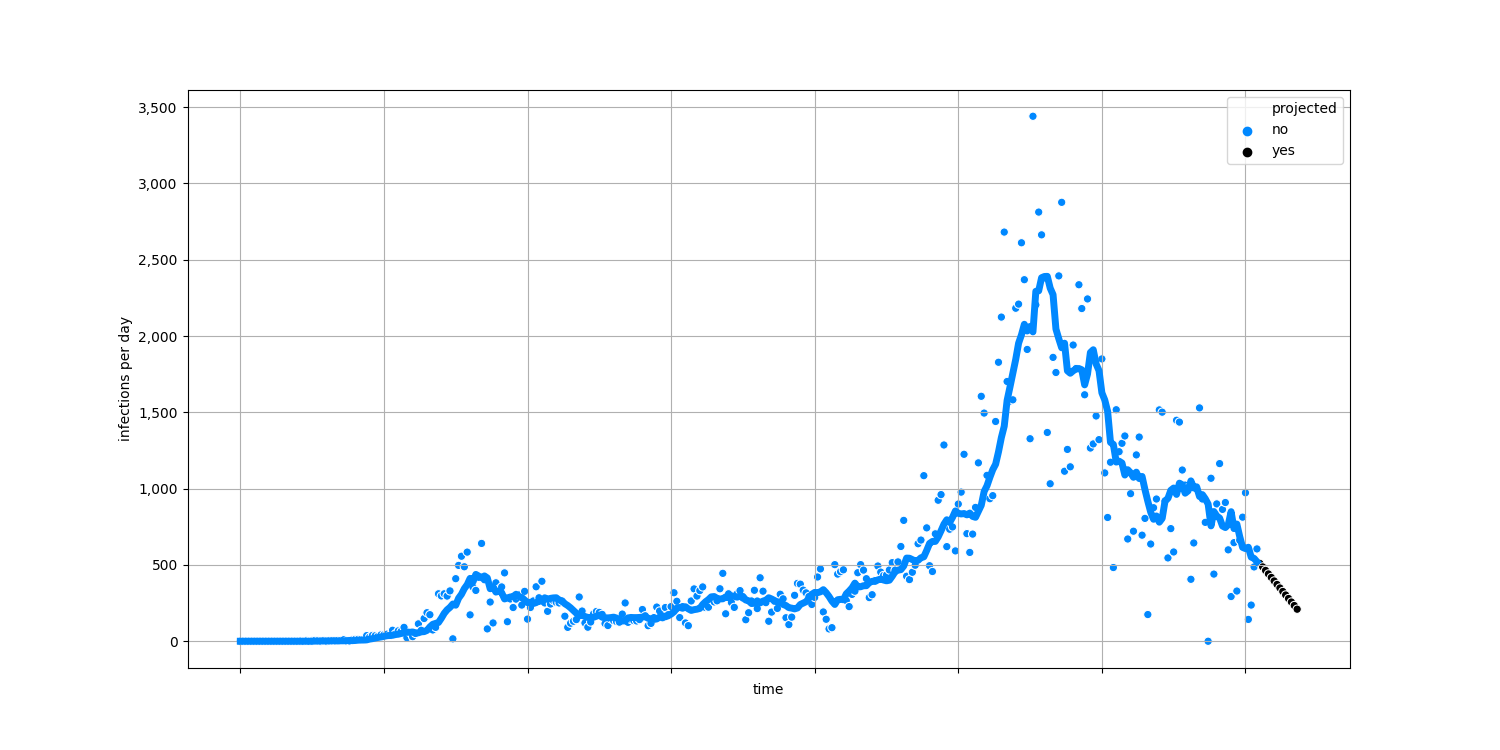 3,500
3,000
2,500
2,000
1,500
1,000
500
0
infections per day
time
projected
no
yes